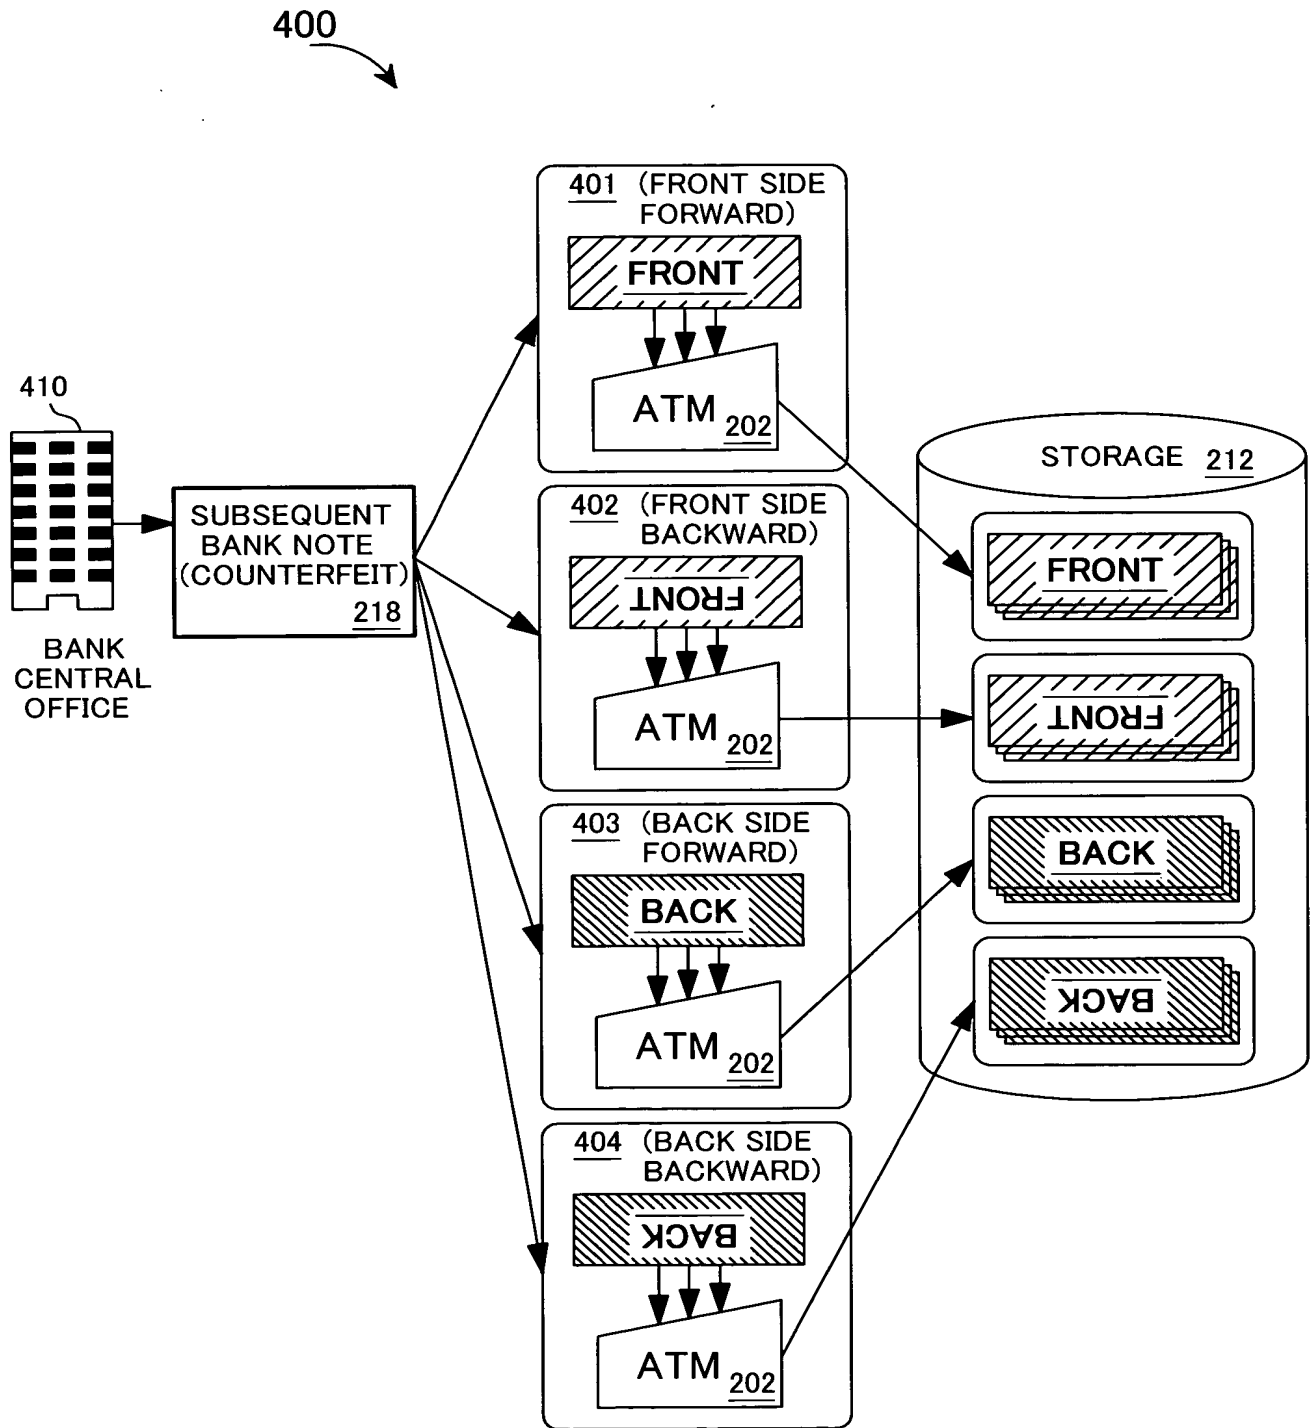 400
410
BANK
CENTRAL
OFFICE
SUBSEQUENT
BANK NOTE
(COUNTERFEIT)
218
401 (FRONT SIDE
FORWARD)
FRONT
ATM 202
402 (FRONT SIDE
BACKWARD)
FRONT
ATM 202
403 (BACK SIDE
FORWARD)
BACK
ATM 202
404 (BACK SIDE
BACKWARD)
BACK
ATM 202
STORAGE 212
FRONT
FRONT
BACK
BACK